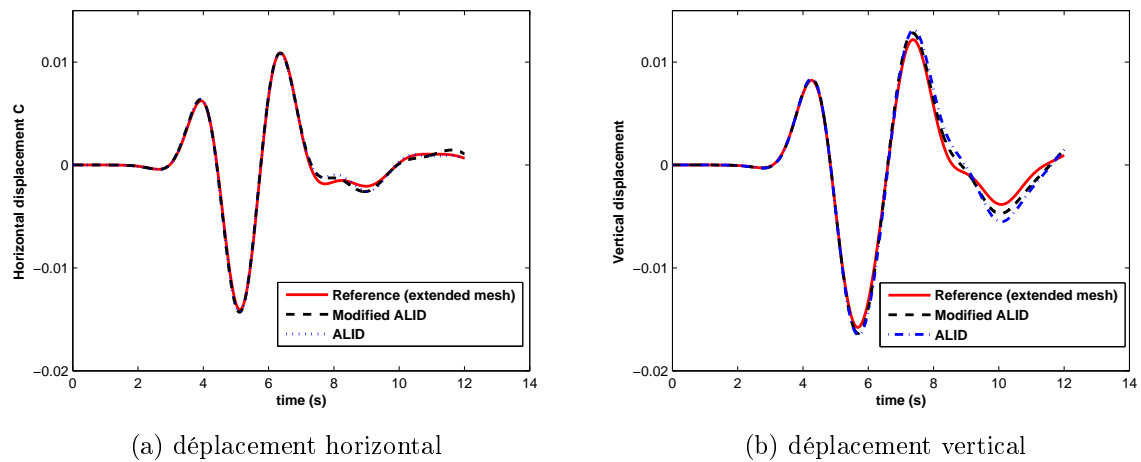 Horizontal displacement C
0.01
0
−0.01
−0.02
0 2 4 6 8 10 12 14
time (s)
Reference (extended mesh)
Modified ALID
ALID
(a) déplacement horizontal
Vertical displacement
0.01
0
−0.01
−0.02
0 2 4 6 8 10 12 14
time (s)
Reference (extended mesh)
Modified ALID
ALID
(b) déplacement vertical